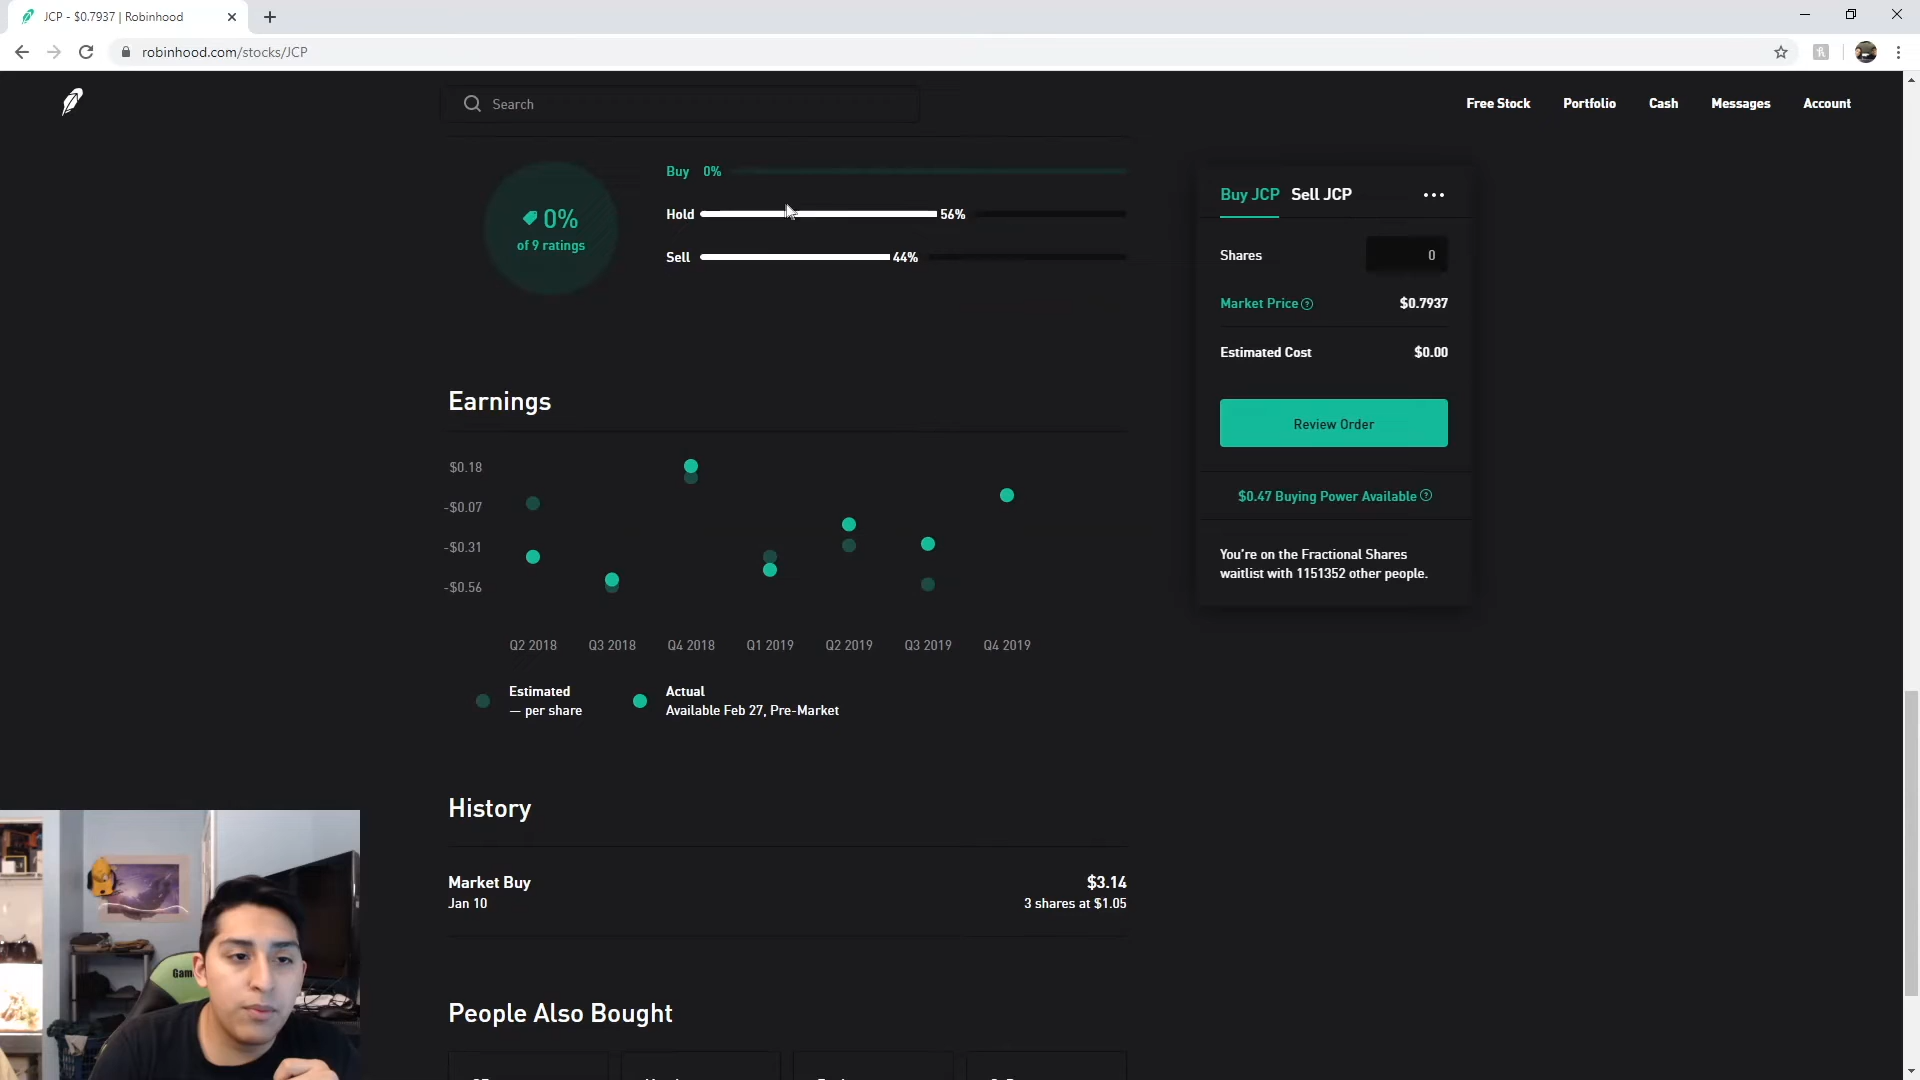 JCP - $0.7937 | Robinhood
robinhood.com/stocks/JCP
Search
Free Stock
Portfolio
Cash
Messages
Account
0%
of 9 ratings
Buy 0%
Hold 56%
Sell 44%
Buy JCP
Sell JCP
Shares 0
Market Price $0.7937
Estimated Cost $0.00
Review Order
$0.47 Buying Power Available
You're on the Fractional Shares
waitlist with 1151352 other people.
Earnings
$0.18
-$0.07
-$0.31
-$0.56
Q2 2018 Q3 2018 Q4 2018 Q1 2019 Q2 2019 Q3 2019 Q4 2019
Estimated
— per share
Actual
Available Feb 27, Pre-Market
History
Market Buy $3.14
Jan 10 3 shares at $1.05
People Also Bought